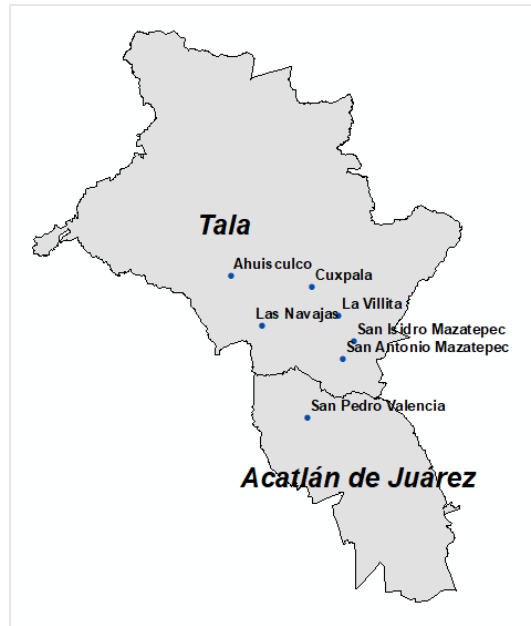 Tala
Ahuisculco
Cuxpala
La Villita
Las Navajas
San Isidro Mazatepec
San Antonio Mazatepec
San Pedro Valencia
Acatlán de Juárez